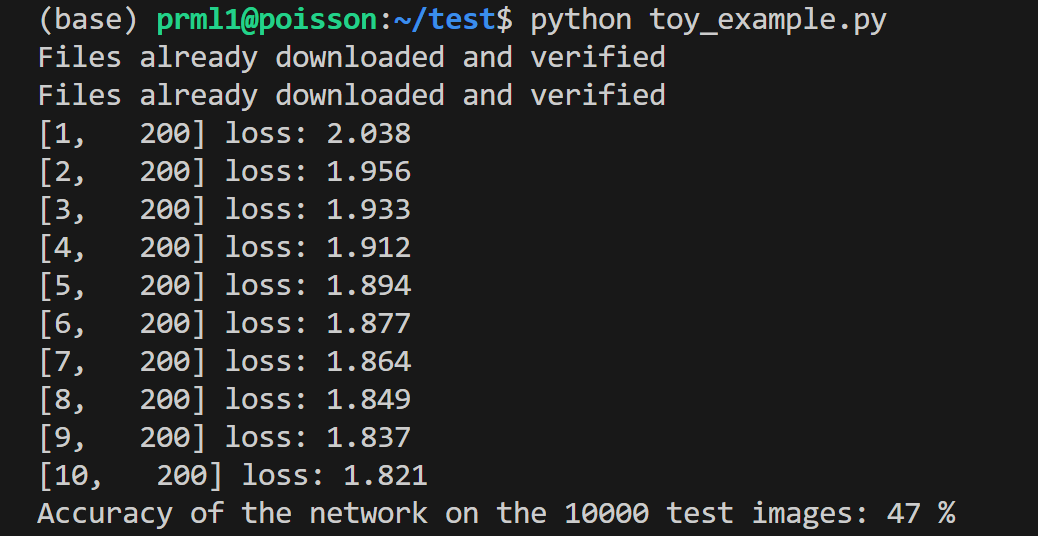 (base) prml1@poisson:~/test$ python toy_example.py
Files already downloaded and verified
Files already downloaded and verified
[1,   200] loss: 2.038
[2,   200] loss: 1.956
[3,   200] loss: 1.933
[4,   200] loss: 1.912
[5,   200] loss: 1.894
[6,   200] loss: 1.877
[7,   200] loss: 1.864
[8,   200] loss: 1.849
[9,   200] loss: 1.837
[10,   200] loss: 1.821
Accuracy of the network on the 10000 test images: 47 %